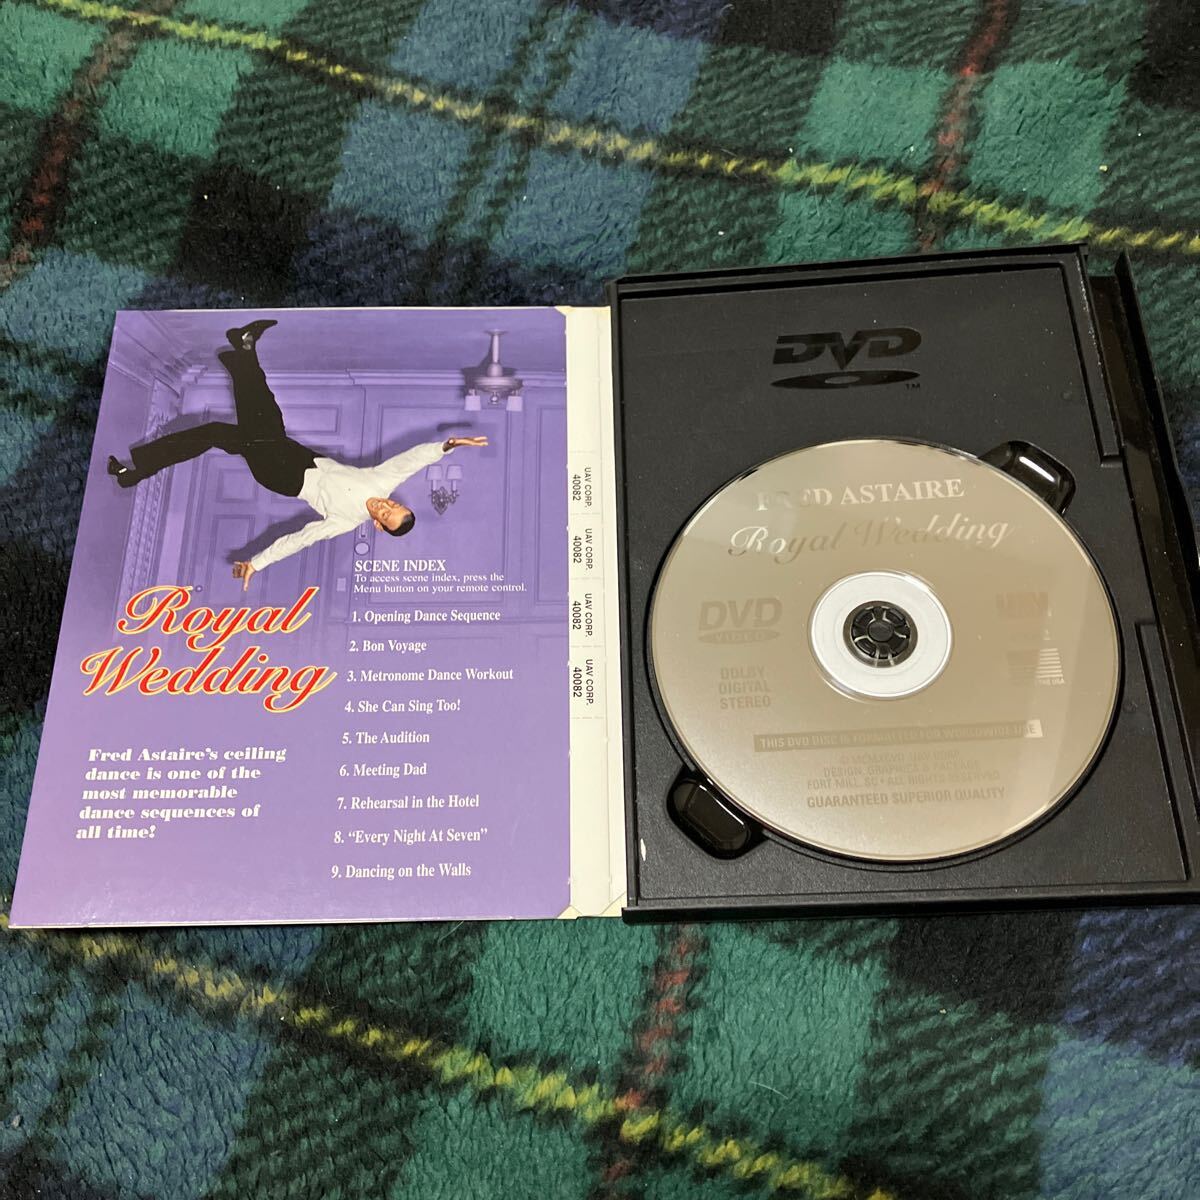 SCENE INDEX
To access scene index, press the
Menu button on your remote control.
1. Opening Dance Sequence
2. Bon Voyage
3. Metronome Dance Workout
4. She Can Sing Too!
5. The Audition
6. Meeting Dad
7. Rehearsal in the Hotel
8. “Every Night At Seven”
9. Dancing on the Walls
Royal
Wedding
Fred Astaire's ceiling
dance is one of the
most memorable
dance sequences of
all time!
UAV CORP.
40082
UAV CORP.
40082
UAV CORP.
40082
UAV CORP.
40082
DVD
TM
FRED ASTAIRE
Royal Wedding
DVD
VIDEO
DOLBY
DIGITAL
STEREO
THIS DVD DISC IS FORMATTED FOR WORLDWIDE USE
DESIGN, GRAPHICS & PACKAGE
FORT MILL, SC ALL RIGHTS RESERVED
GUARANTEED SUPERIOR QUALITY